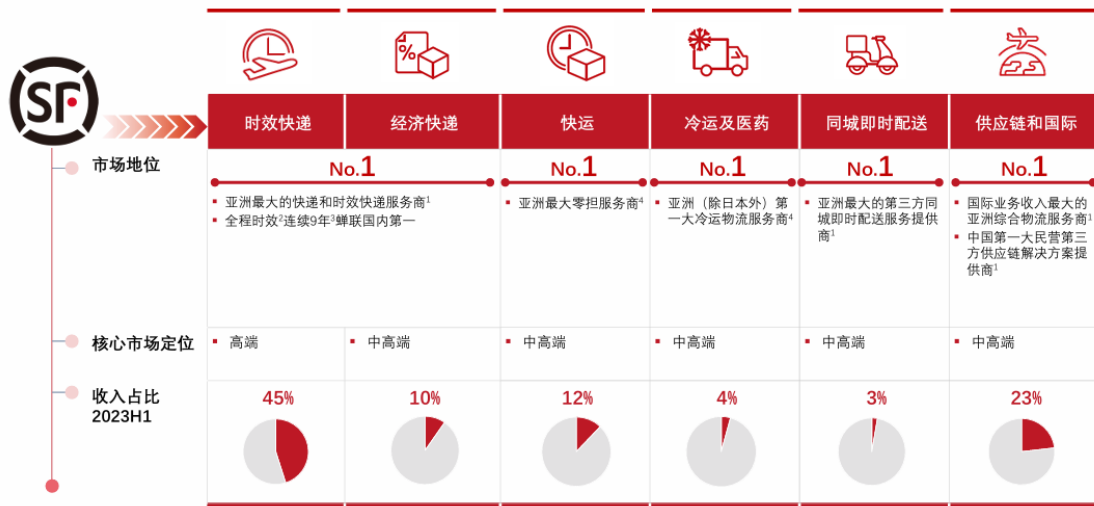 SF
时效快递
经济快递
快运
冷运及医药
同城即时配送
供应链和国际
市场地位
No.1
No.1
No.1
No.1
No.1
▪ 亚洲最大的快递和时效快递服务商¹
▪ 全程时效²连续9年³蝉联国内第一
▪ 亚洲最大零担服务商⁴
▪ 亚洲（除日本外）第
一大冷运物流服务商⁴
▪ 亚洲最大的第三方同
城即时配送服务提供
商¹
▪ 国际业务收入最大的
亚洲综合物流服务商¹
▪ 中国第一大民营第三
方供应链解决方案提
供商¹
核心市场定位
▪ 高端
▪ 中高端
▪ 中高端
▪ 中高端
▪ 中高端
▪ 中高端
收入占比
2023H1
45%
10%
12%
4%
3%
23%
%